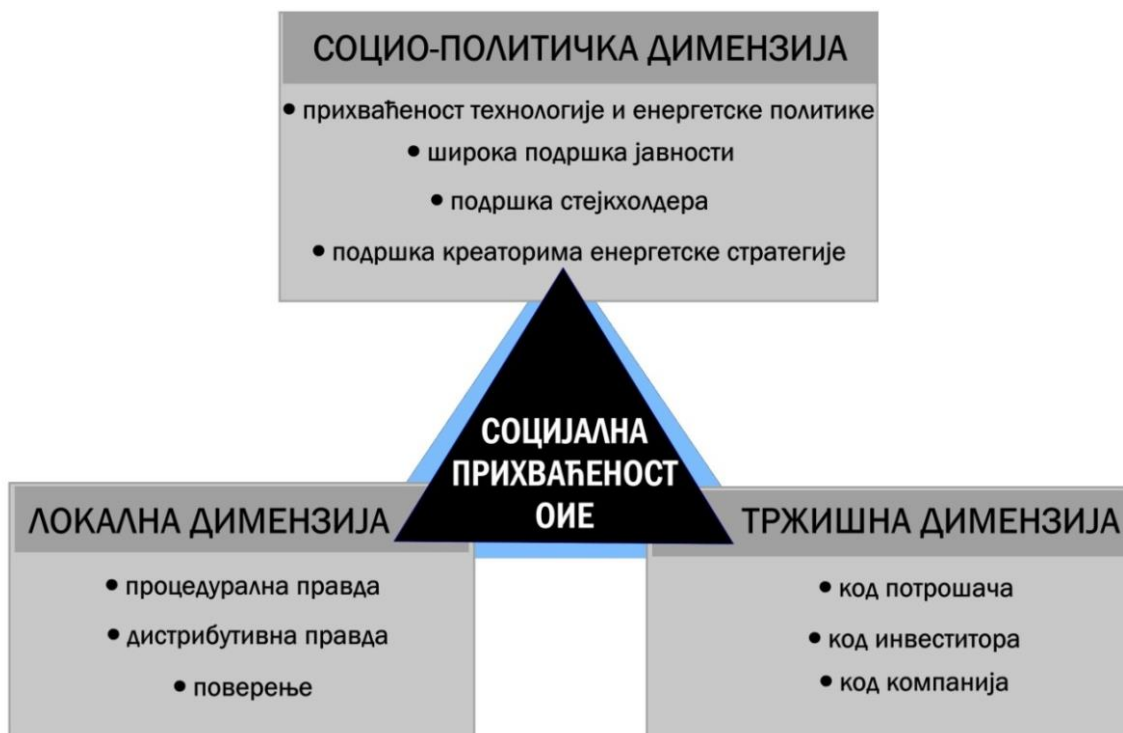 СОЦИО-ПОЛИТИЧКА ДИМЕНЗИЈА
• прихваћеност технологије и енергетске политике
• широка подршка јавности
• подршка стејкхолдера
• подршка креаторима енергетске стратегије
СОЦИЈАЛНА
ПРИХВАЋЕНОСТ
ОИЕ
ЛОКАЛНА ДИМЕНЗИЈА
• процедурална правда
• дистрибутивна правда
• поверење
ТРЖИШНА ДИМЕНЗИЈА
• код потрошача
• код инвеститора
• код компанија